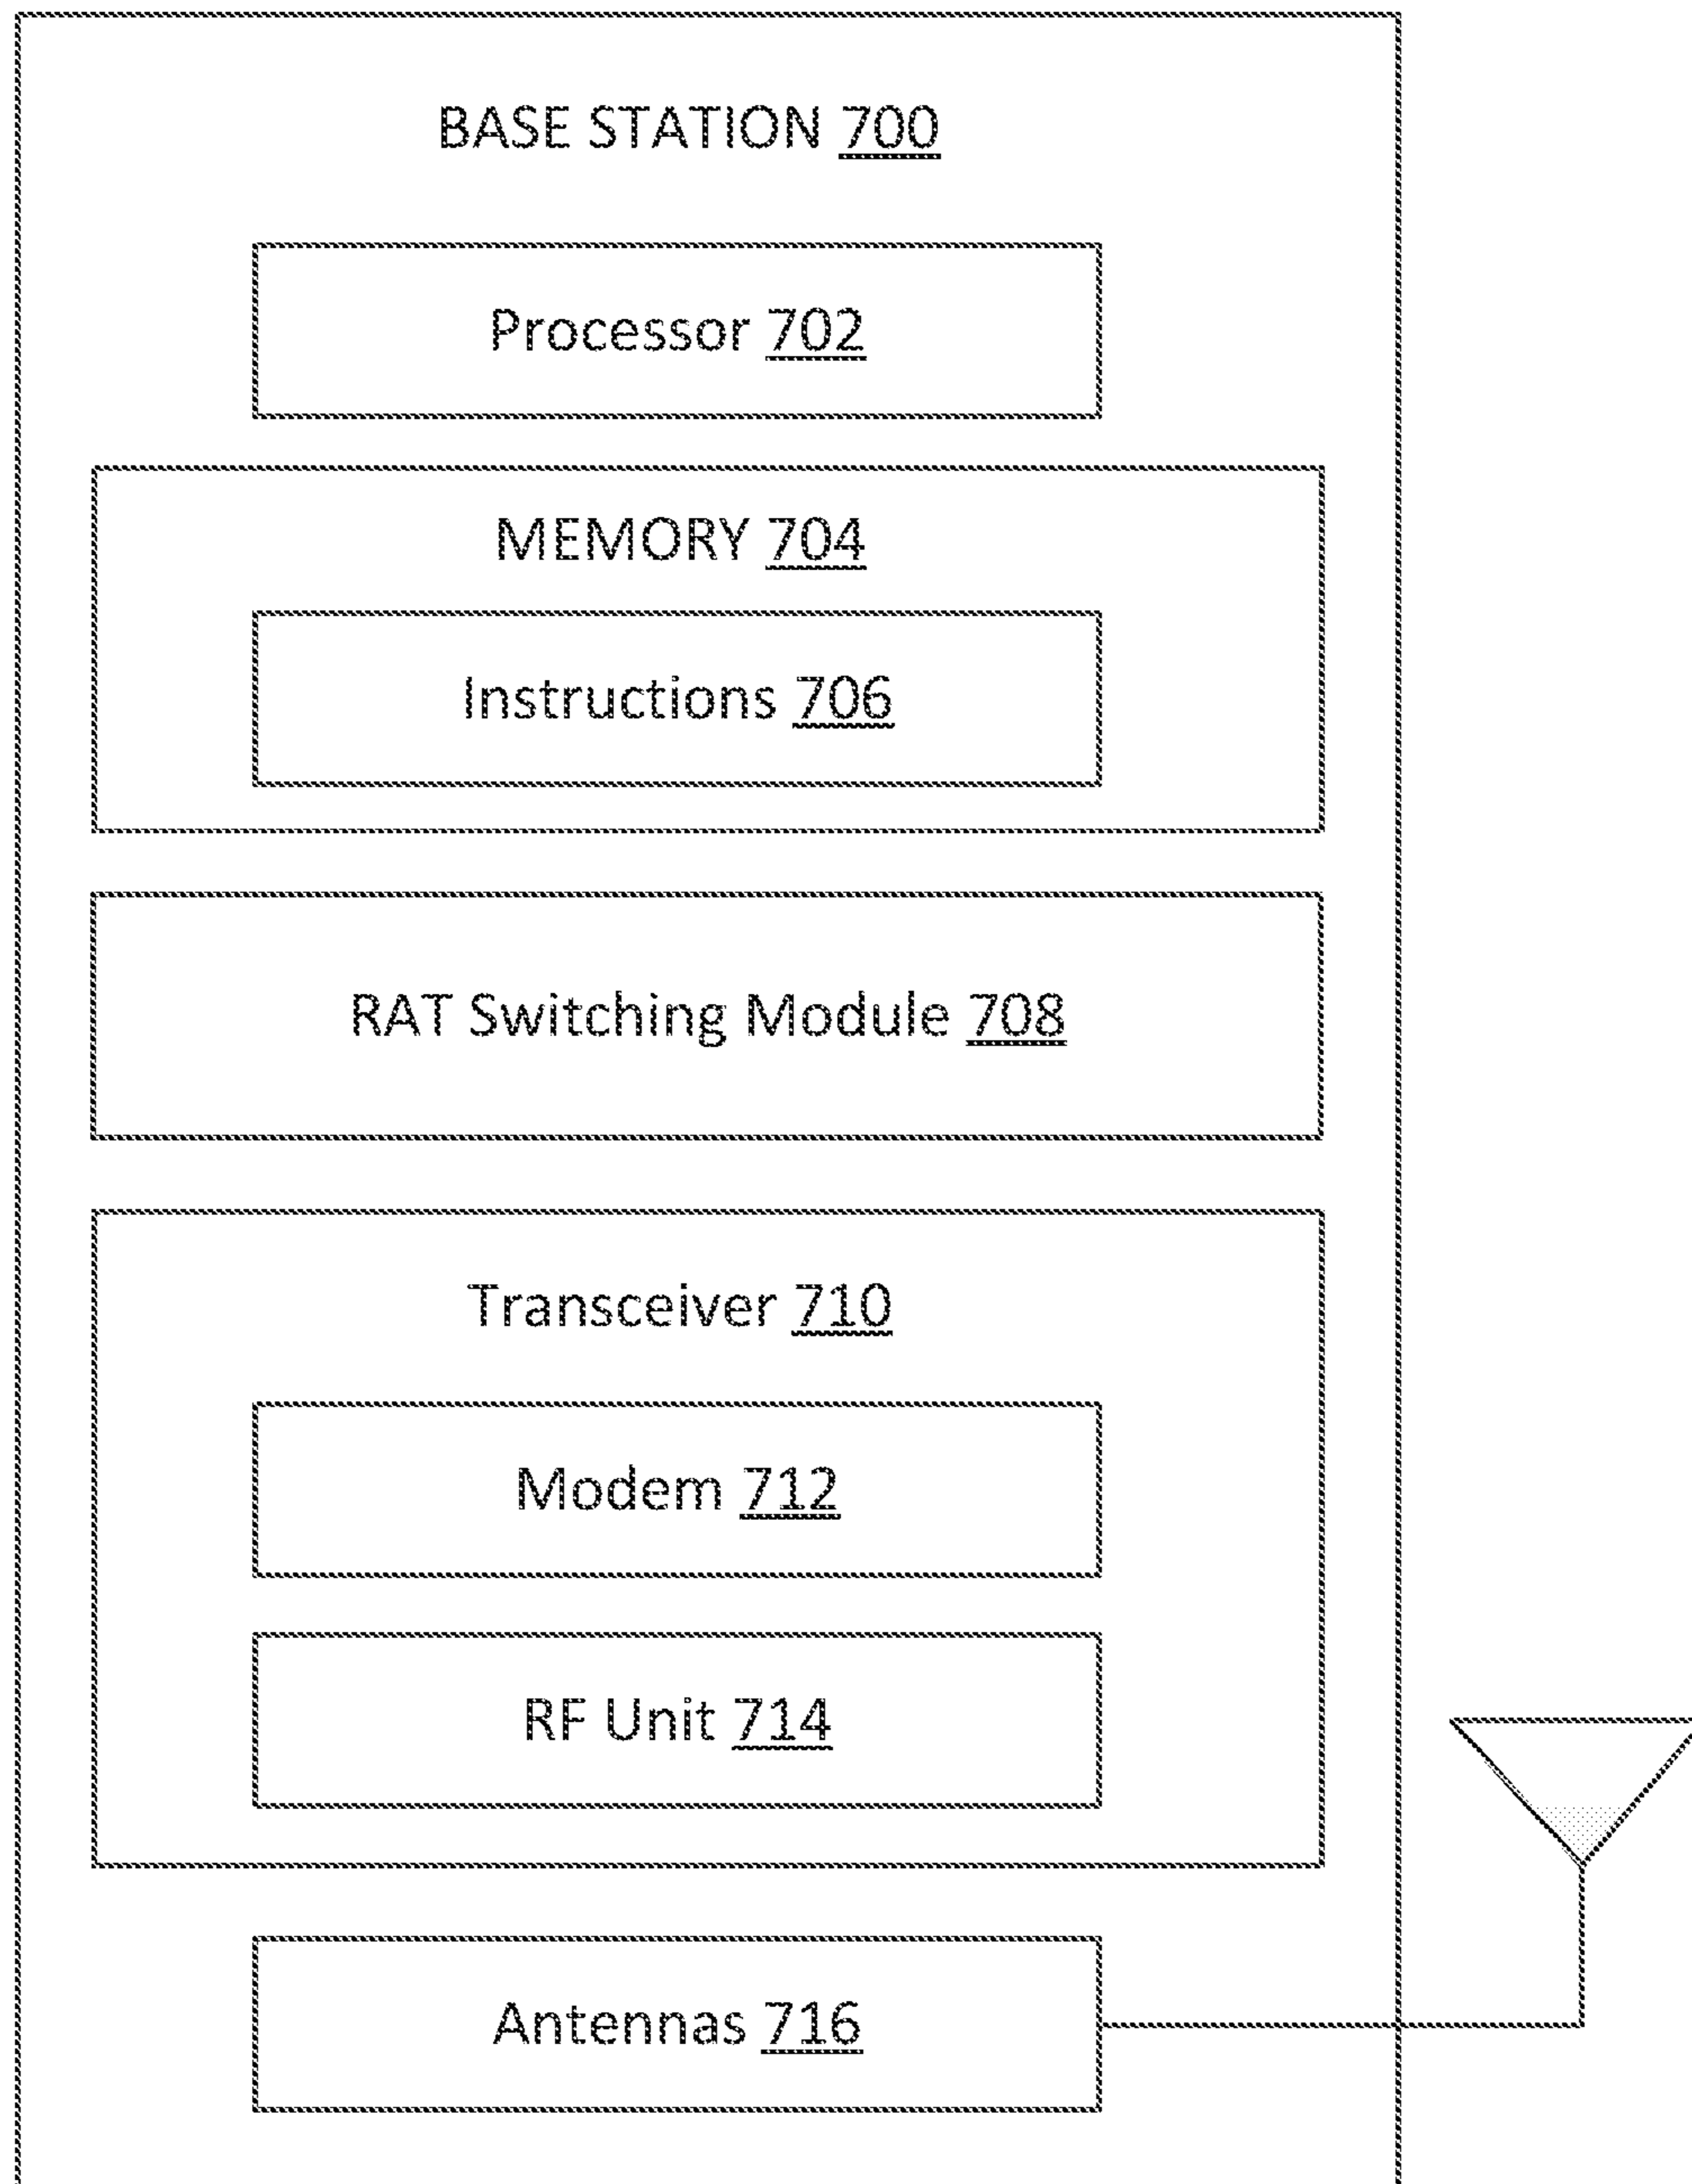 BASE STATION 700
Processor 702
MEMORY 704
Instructions 706
RAT Switching Module 708
Transceiver 710
Modem 712
RF Unit 714
Antennas 716